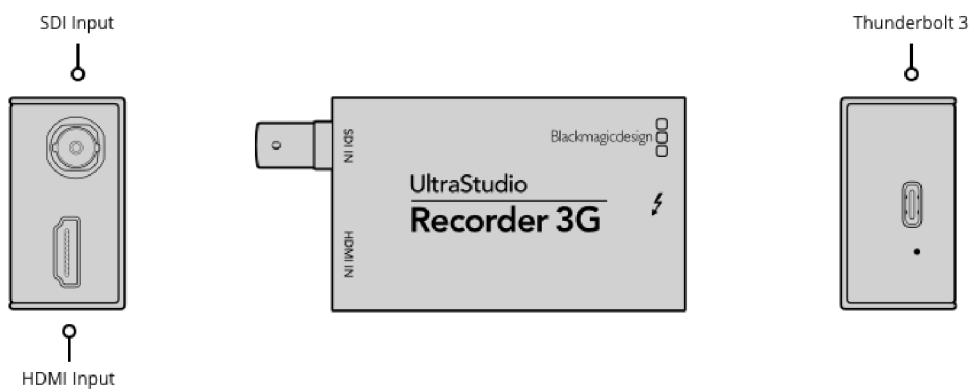 SDI Input
Thunderbolt 3
SDI IN
Blackmagicdesign
UltraStudio
Recorder 3G
HDMI IN
HDMI Input